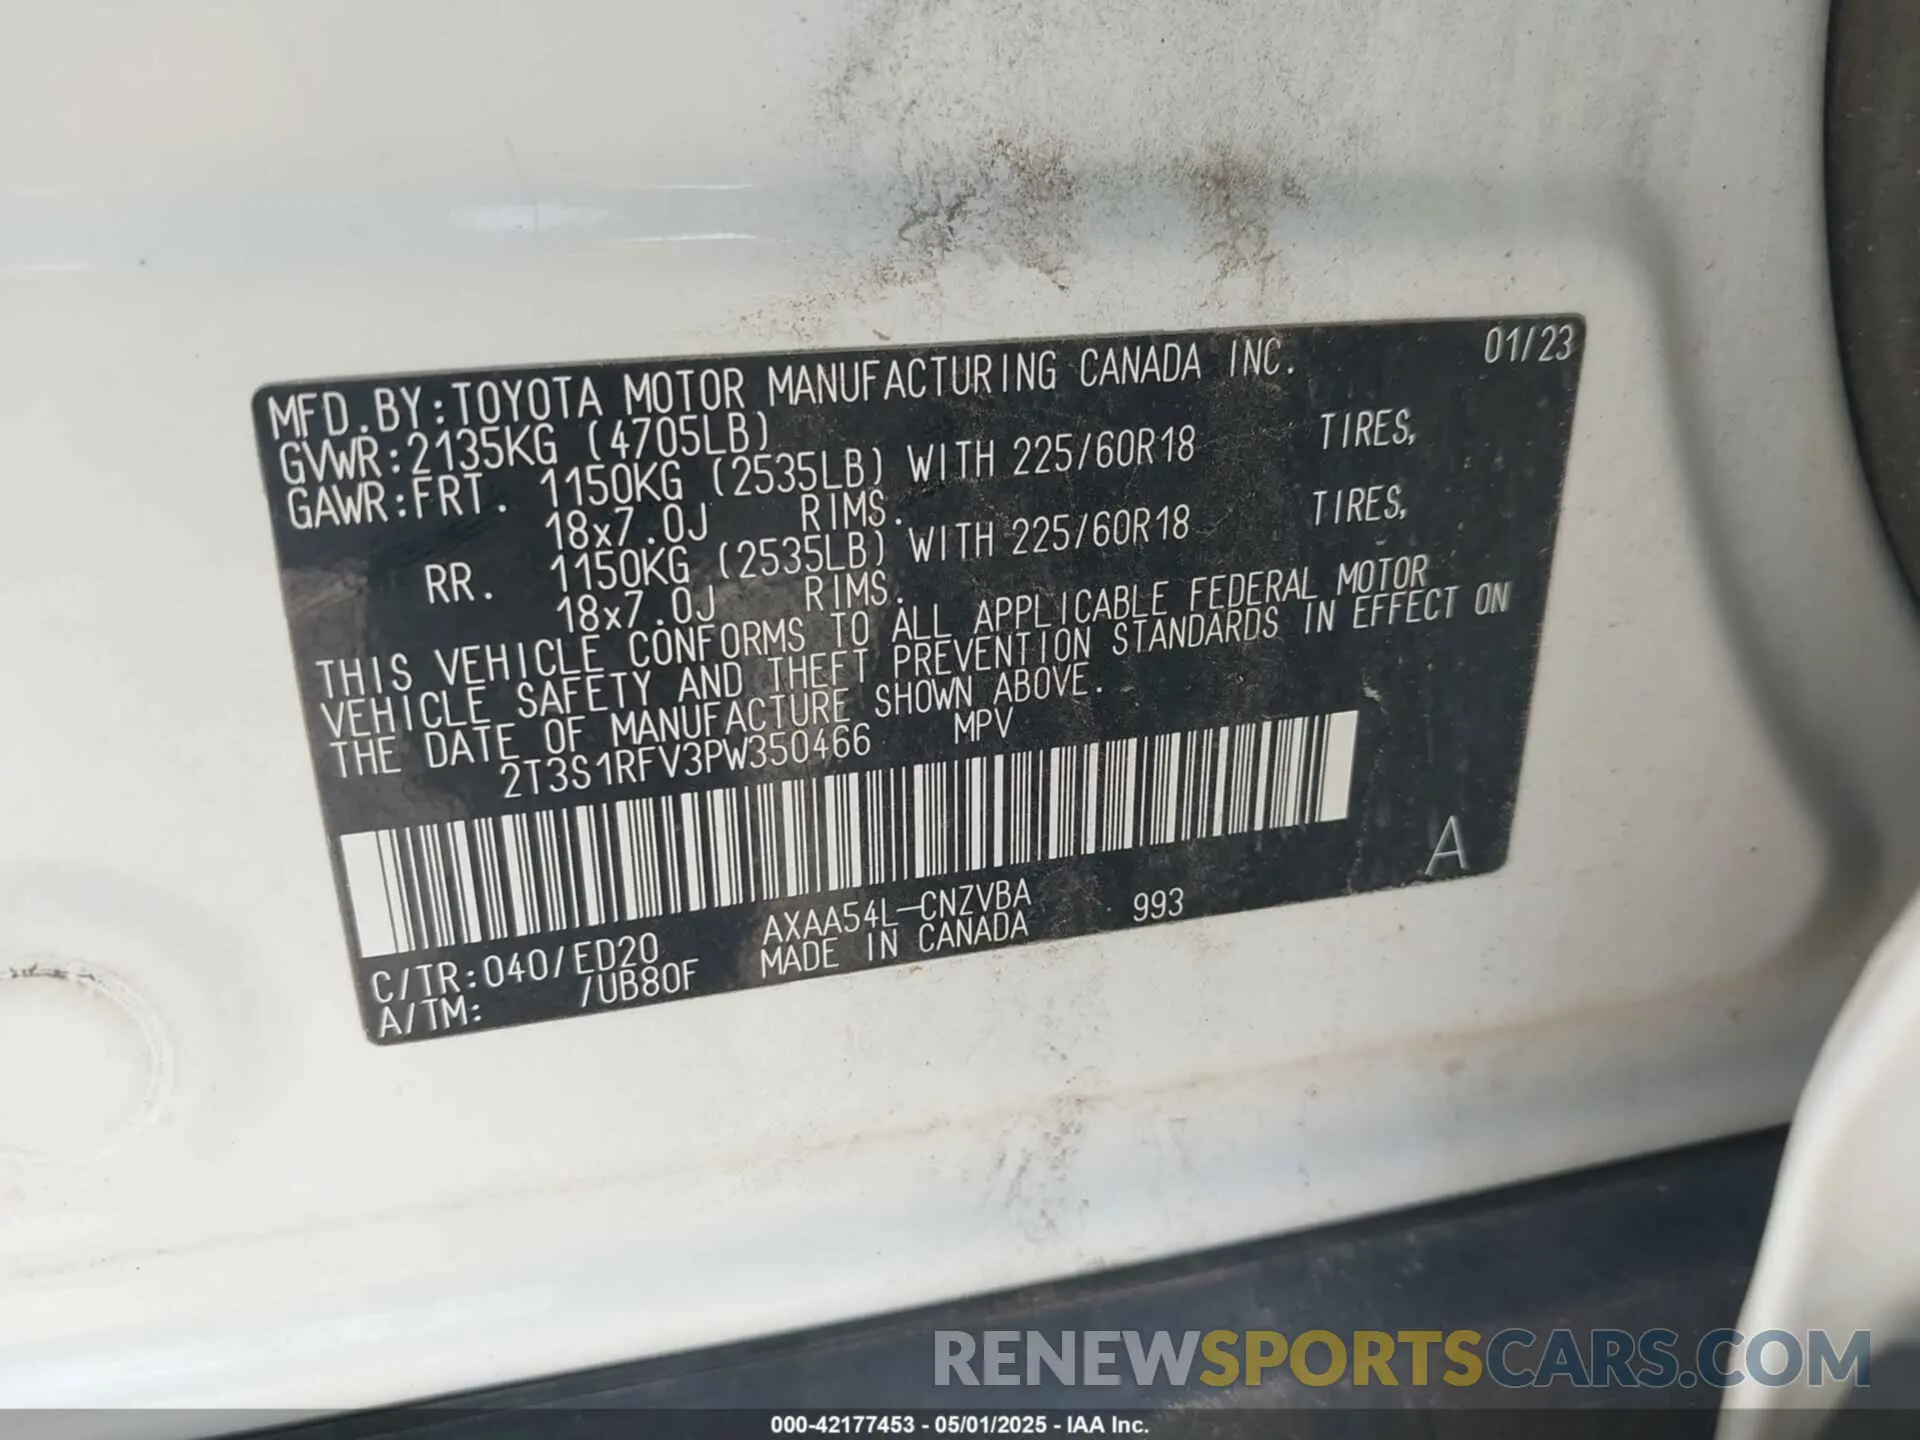 MFD.BY:TOYOTA MOTOR MANUFACTURING CANADA INC. 01/23
GVWR:2135KG (4705LB)
GAWR:FRT. 1150KG (2535LB) WITH 225/60R18 TIRES,
18x7.0J RIMS.
RR. 1150KG (2535LB) WITH 225/60R18 TIRES,
18x7.0J RIMS.
THIS VEHICLE CONFORMS TO ALL APPLICABLE FEDERAL MOTOR
VEHICLE SAFETY AND THEFT PREVENTION STANDARDS IN EFFECT ON
THE DATE OF MANUFACTURE SHOWN ABOVE.
2T3S1RFV3PW350466 MPV
A
C/TR:040/ED20 AXAA54L-CNZVBA 993
A/TM: /UB80F MADE IN CANADA
RENEWSPORTSCARS.COM
000-42177453 - 05/01/2025 - IAA Inc.